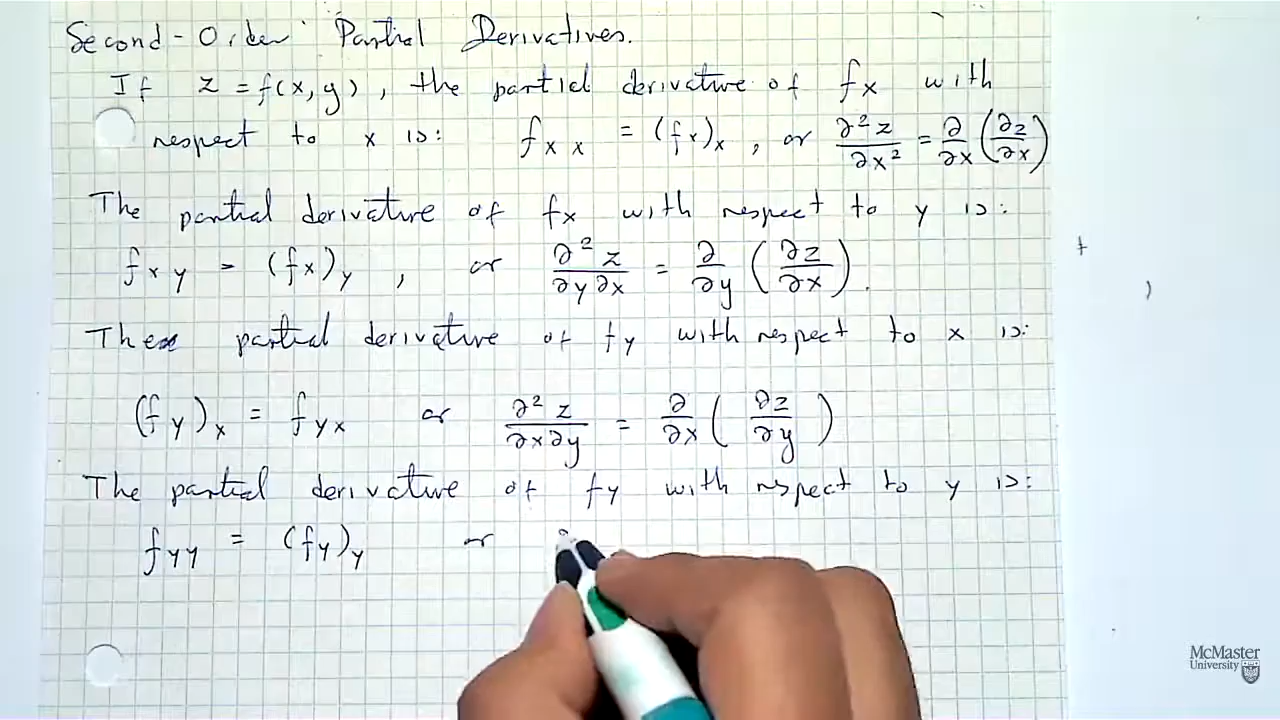 Second-Order Partial Derivatives.
If z = f(x,y), the partial derivative of fx with
respect to x is: fxx = (fx)x, or ∂²z/∂x² = ∂/∂x(∂z/∂x)
The partial derivative of fx with respect to y is:
fxy = (fx)y, or ∂²z/∂y∂x = ∂/∂y (∂z/∂x).
The partial derivative of fy with respect to x is:
(fy)x = fyx or ∂²z/∂x∂y = ∂/∂x (∂z/∂y)
The partial derivative of fy with respect to y is:
fyy = (fy)y or
McMaster
University